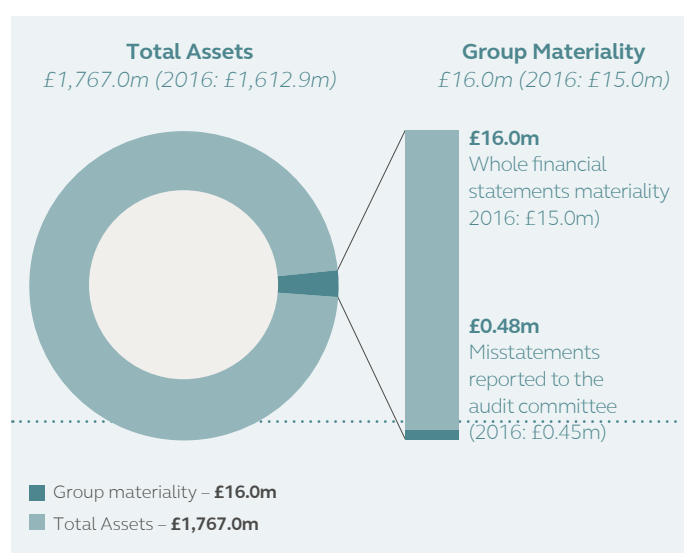 Total Assets
£1,767.0m (2016: £1,612.9m)
Group Materiality
£16.0m (2016: £15.0m)
£16.0m
Whole financial
statements materiality
2016: £15.0m)
£0.48m
Misstatements
reported to the
audit committee
(2016: £0.45m)
Group materiality – £16.0m
Total Assets – £1,767.0m